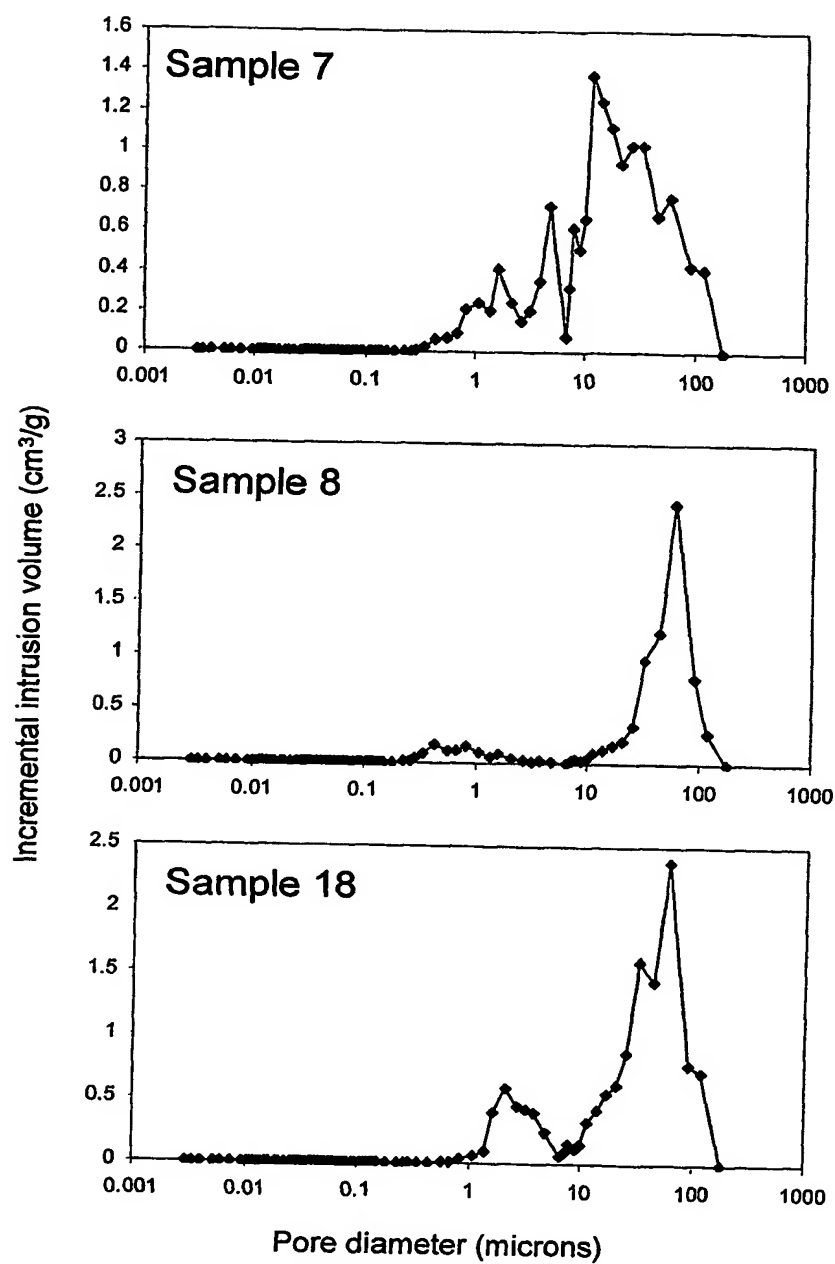 1.6
Sample 7
1.4
1.2
1
0.8
0.6
0.4
0.2
0
0.001 0.01 0.1 1 10 100 1000
Incremental intrusion volume (cm³/g)
3
Sample 8
2.5
2
1.5
1
0.5
0
0.001 0.01 0.1 1 10 100 1000
2.5
Sample 18
2
1.5
1
0.5
0
0.001 0.01 0.1 1 10 100 1000
Pore diameter (microns)